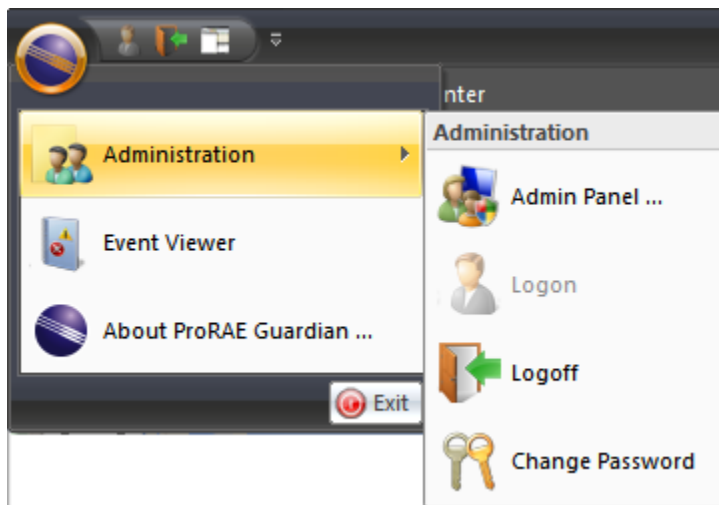 nter
Administration
Administration
Admin Panel ...
Event Viewer
Logon
About ProRAE Guardian ...
Logoff
Exit
Change Password